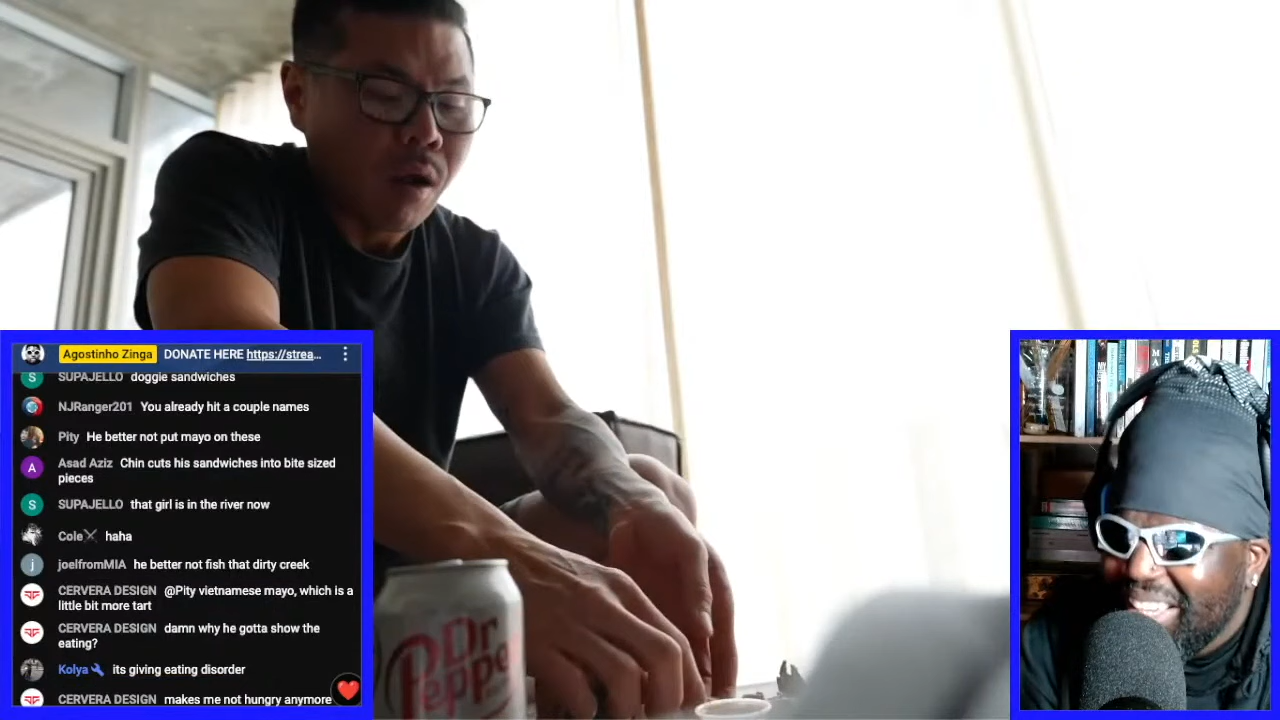 Agostinho Zinga DONATE HERE https://strea...
SUPAJELLO doggie sandwiches
NJRanger201 You already hit a couple names
Pity He better not put mayo on these
Asad Aziz Chin cuts his sandwiches into bite sized
pieces
SUPAJELLO that girl is in the river now
Cole⚔ haha
joelfromMIA he better not fish that dirty creek
CERVERA DESIGN @Pity vietnamese mayo, which is a
little bit more tart
CERVERA DESIGN damn why he gotta show the
eating?
Kolya its giving eating disorder
CERVERA DESIGN makes me not hungry anymore
Dr
Pepper